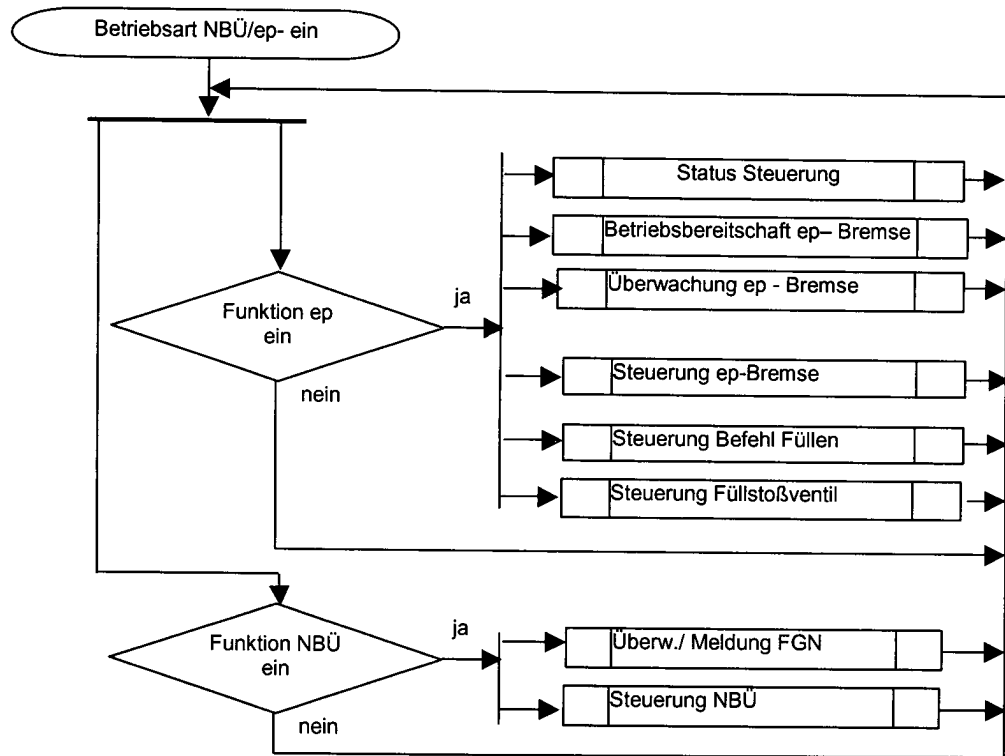 Betriebsart NBÜ/ep- ein
Status Steuerung
Betriebsbereitschaft ep– Bremse
Überwachung ep - Bremse
Funktion ep
ein
ja
nein
Steuerung ep-Bremse
Steuerung Befehl Füllen
Steuerung Füllstoßventil
Funktion NBÜ
ein
ja
nein
Überw./ Meldung FGN
Steuerung NBÜ